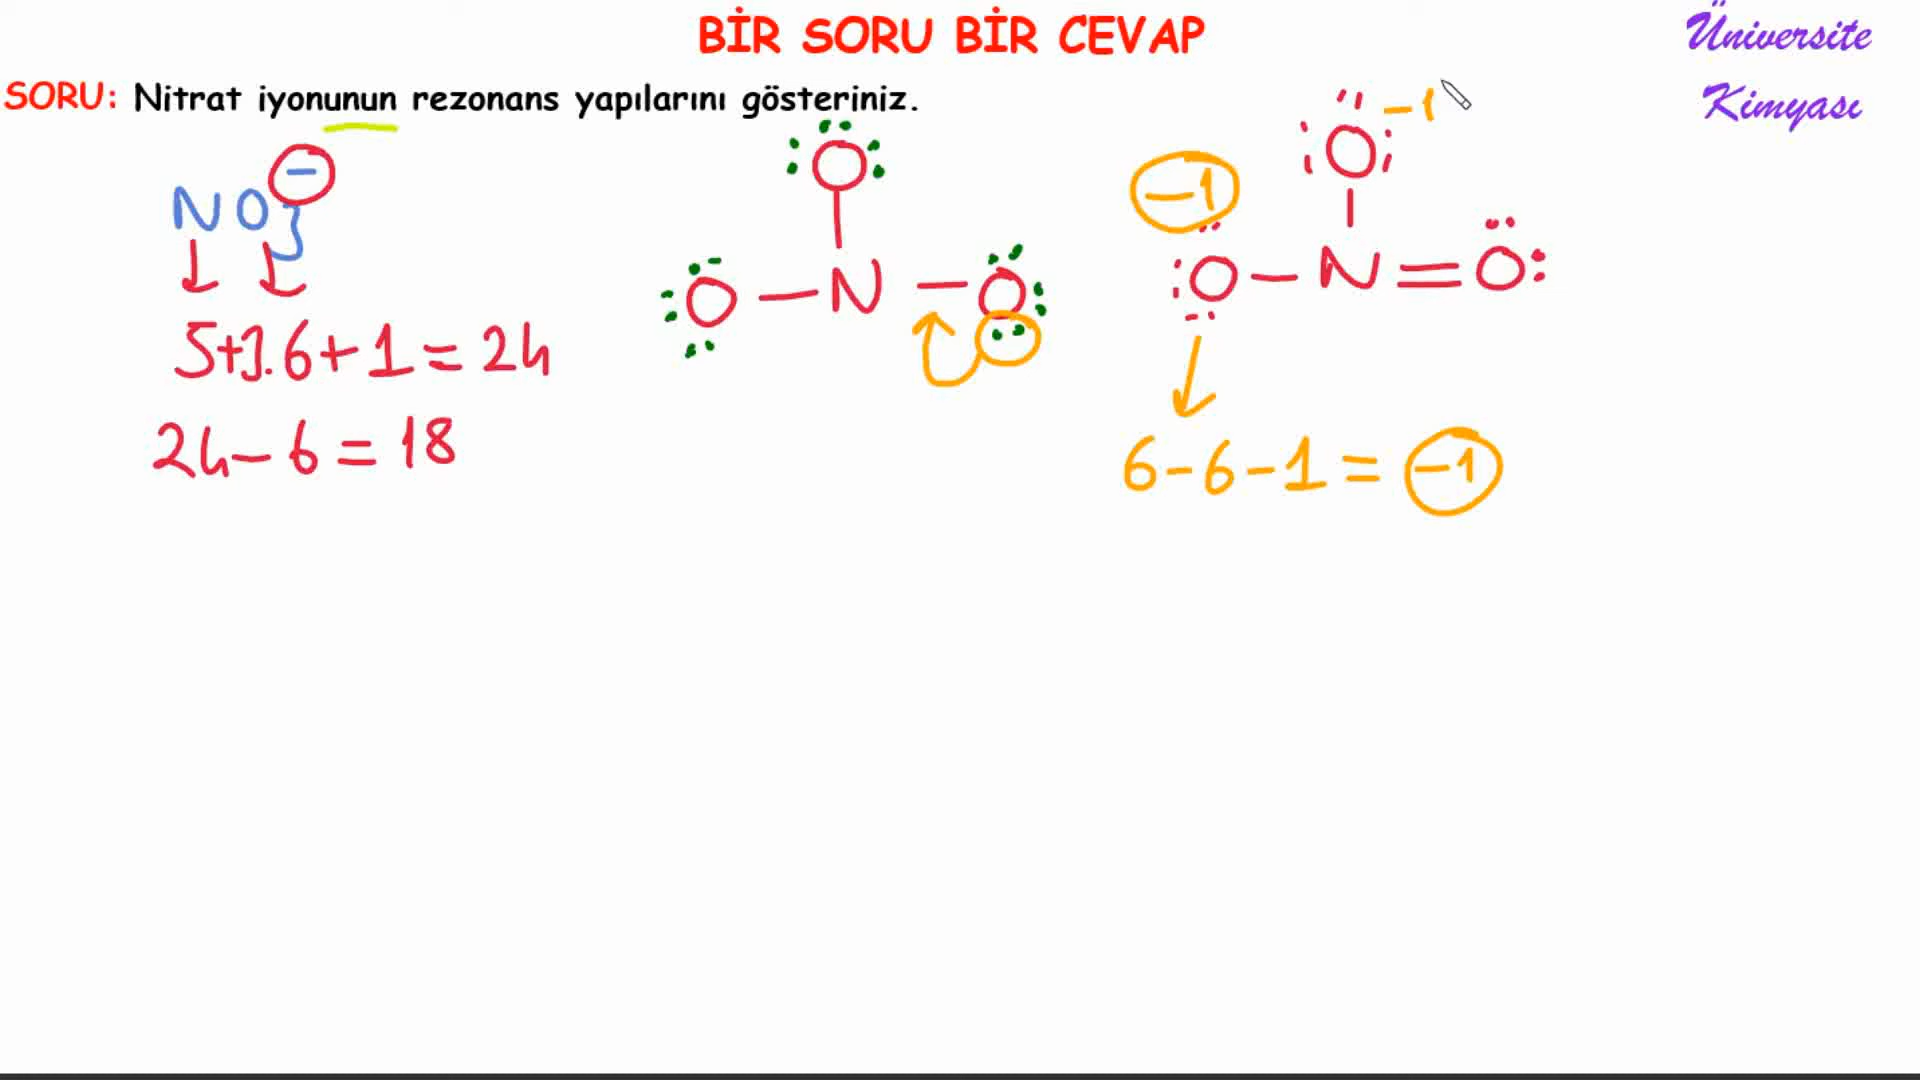 BİR SORU BİR CEVAP
Üniversite
Kimyası
SORU: Nitrat iyonunun rezonans yapılarını gösteriniz.
NO3 −
5+3.6+1=24
24−6=18
O
O − N − O
−1
O −1
O − N = O
6−6−1=−1